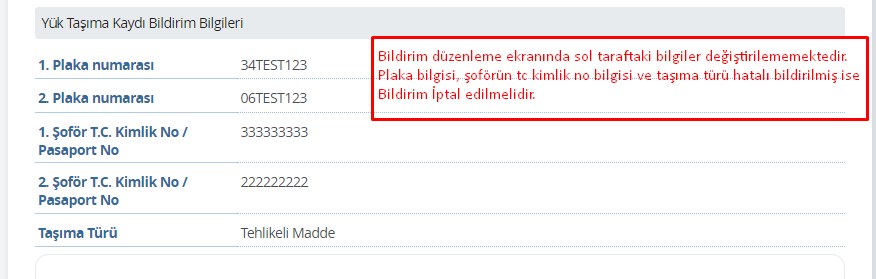 Yük Taşıma Kaydı Bildirim Bilgileri
1. Plaka numarası 34TEST123
2. Plaka numarası 06TEST123
Bildirim düzenleme ekranında sol taraftaki bilgiler değiştirilememektedir.
Plaka bilgisi, şoförün tc kimlik no bilgisi ve taşıma türü hatalı bildirilmiş ise
Bildirim İptal edilmelidir.
1. Şoför T.C. Kimlik No / 333333333
Pasaport No
2. Şoför T.C. Kimlik No / 222222222
Pasaport No
Taşıma Türü Tehlikeli Madde